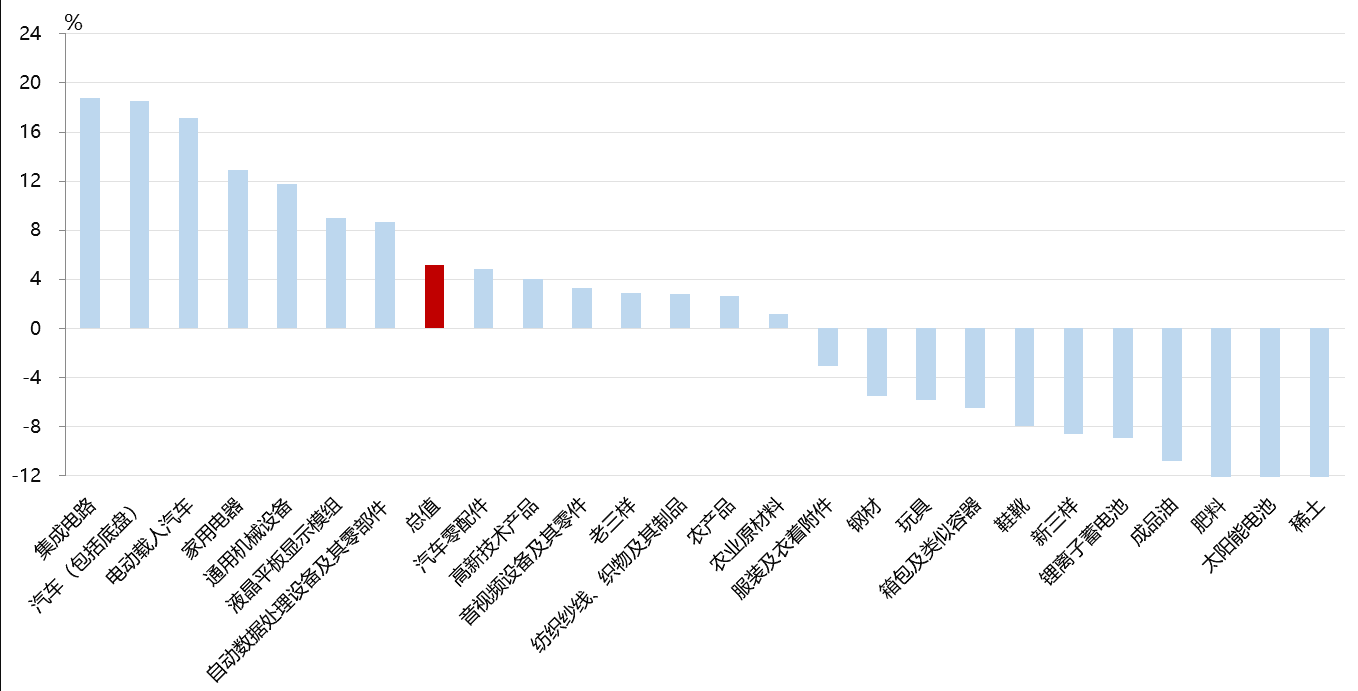 %
24
20
16
12
8
4
0
-4
-8
-12
集成电路
汽车（包括底盘）
电动载人汽车
家用电器
通用机械设备
液晶平板显示模组
自动数据处理设备及其零部件
总值
汽车零配件
高新技术产品
音视频设备及其零件
老三样
纺织纱线、织物及其制品
农产品
农业原材料
服装及衣着附件
钢材
玩具
箱包及类似容器
鞋靴
新三样
锂离子蓄电池
成品油
肥料
太阳能电池
稀土